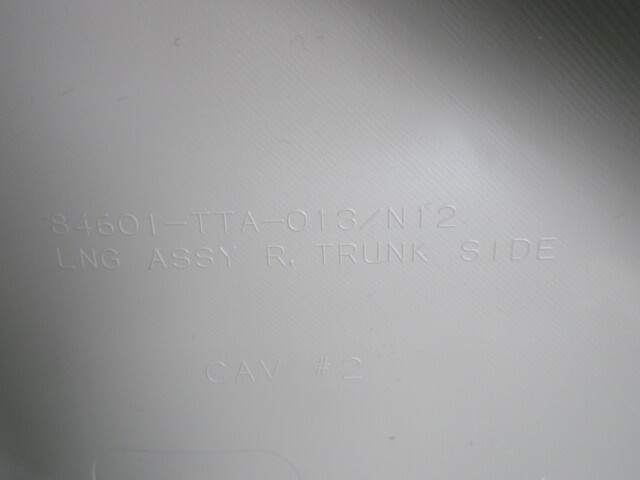 84601-TTA-013/N12
LNG ASSY R. TRUNK SIDE
CAV #2